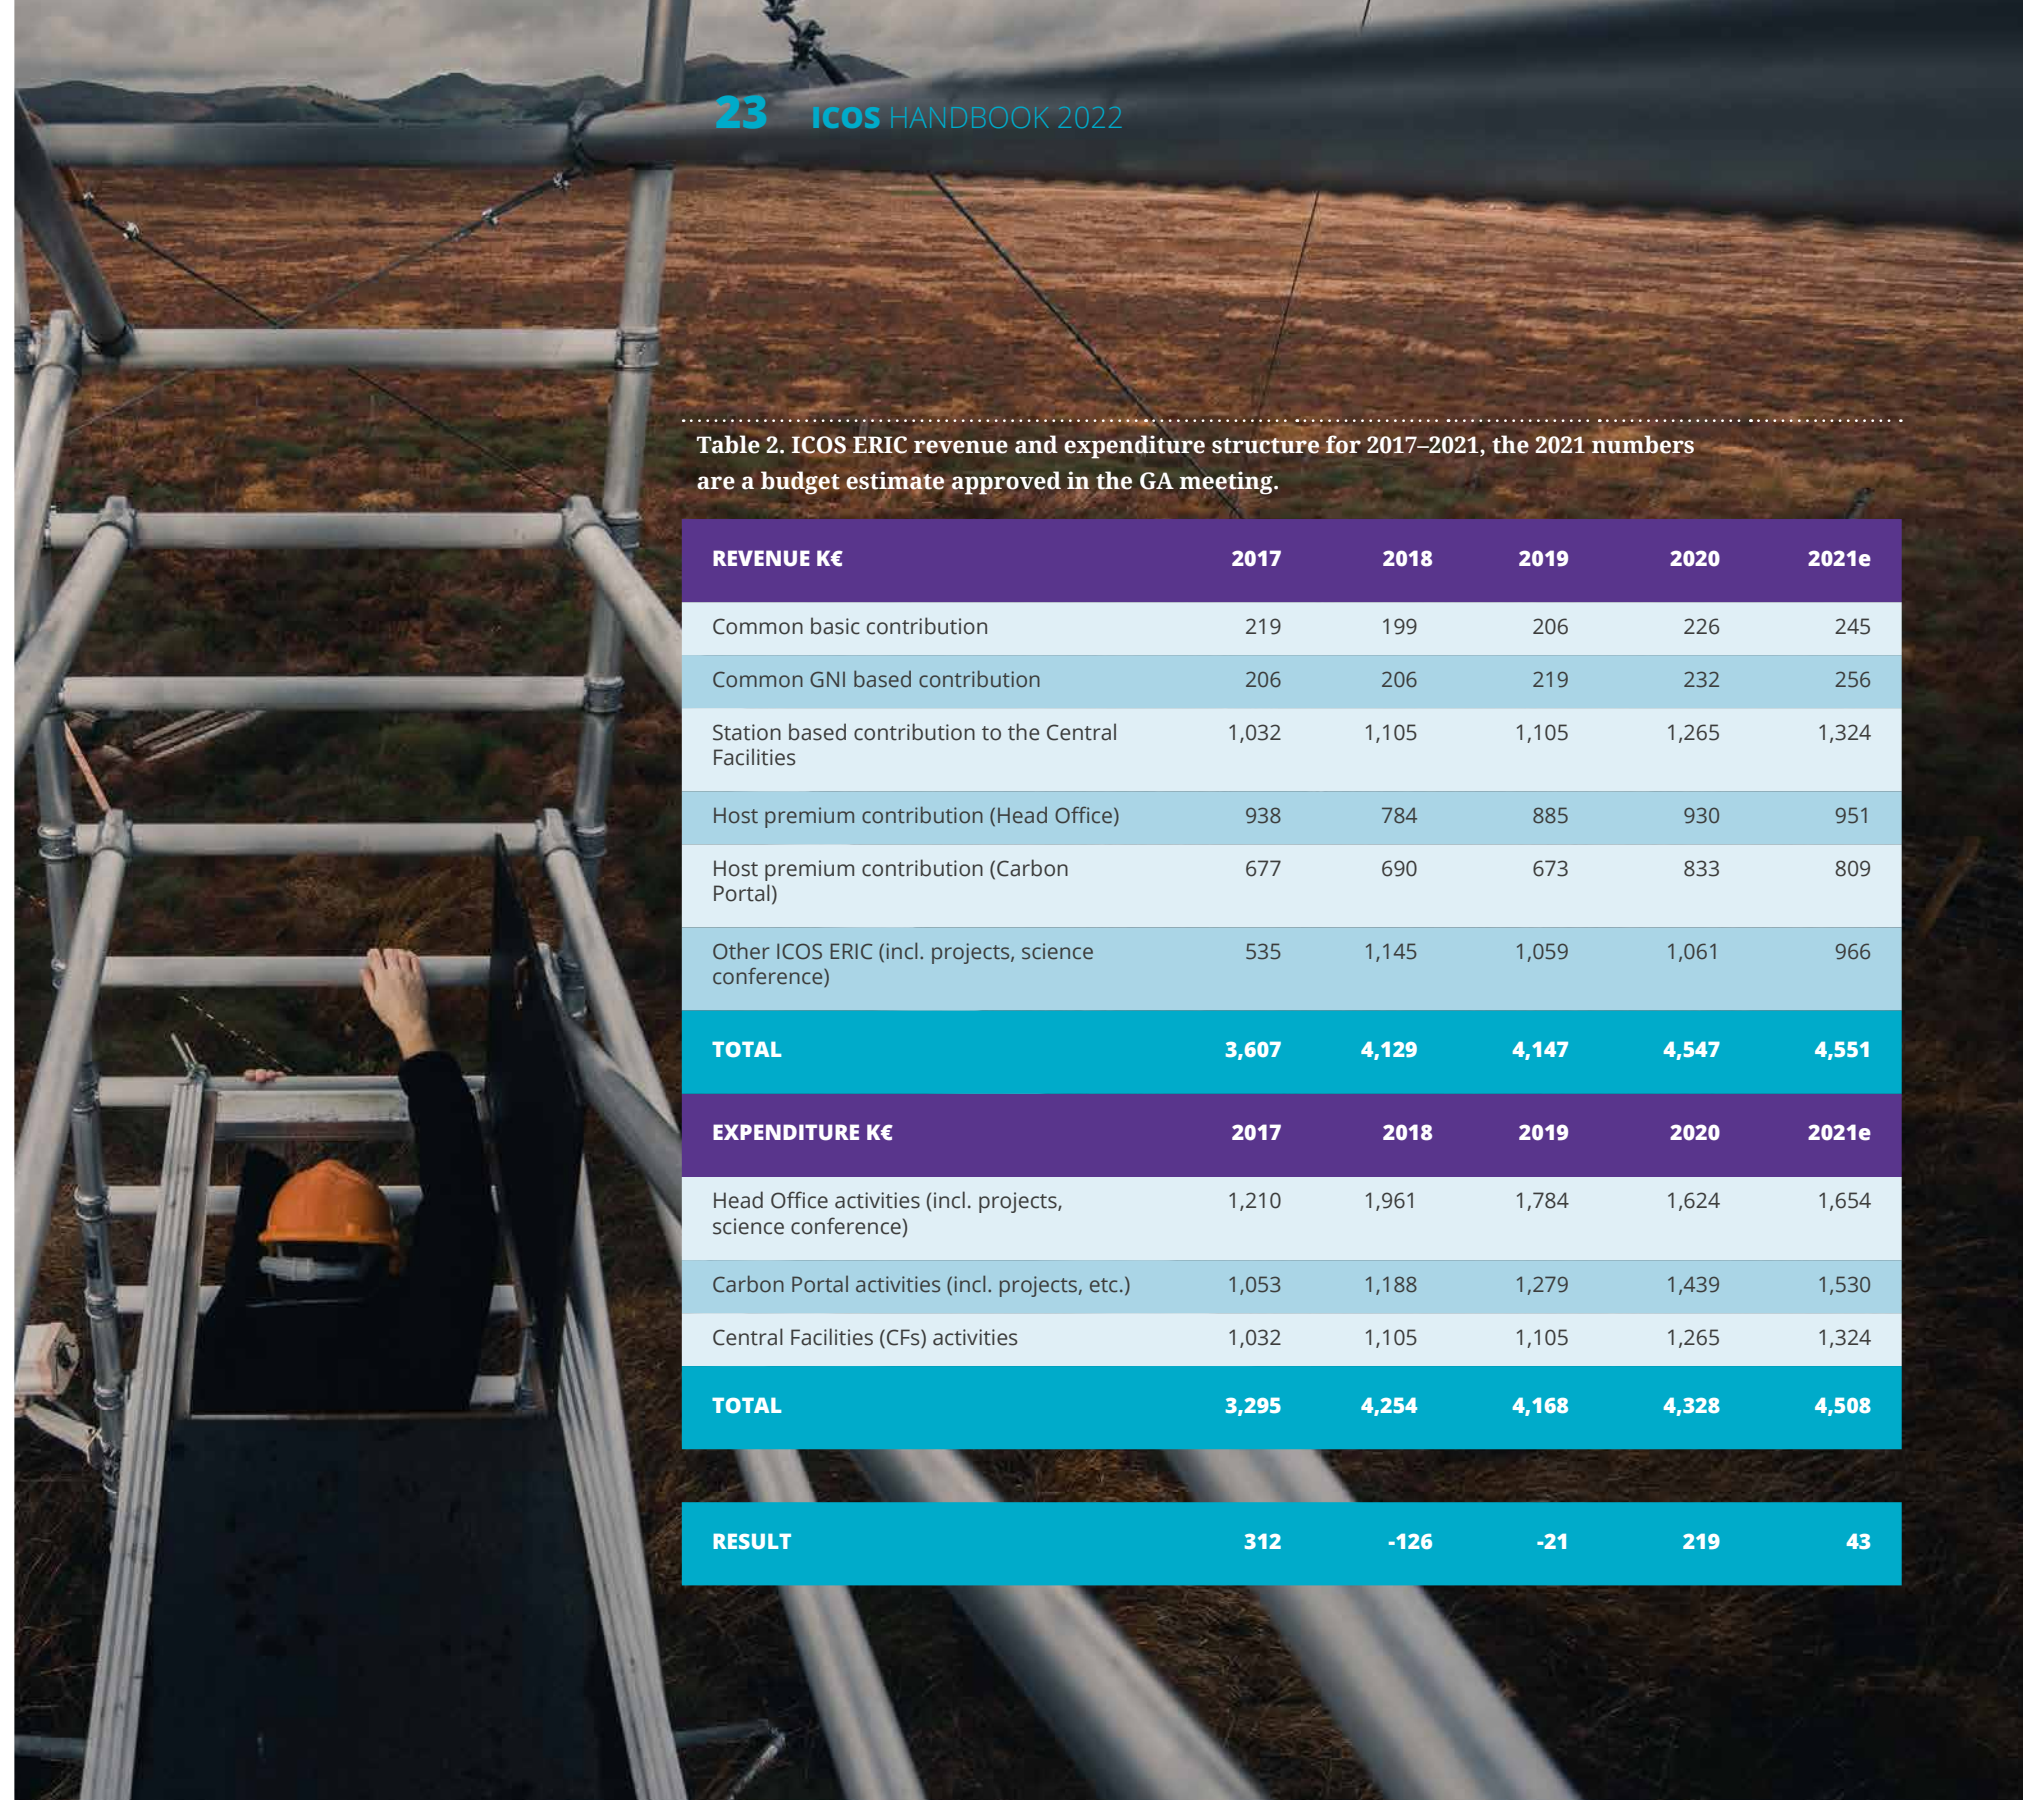 23 ICOS HANDBOOK 2022
Table 2. ICOS ERIC revenue and expenditure structure for 2017–2021, the 2021 numbers
are a budget estimate approved in the GA meeting.
REVENUE K€ 2017 2018 2019 2020 2021e
Common basic contribution 219 199 206 226 245
Common GNI based contribution 206 206 219 232 256
Station based contribution to the Central 1,032 1,105 1,105 1,265 1,324
Facilities
Host premium contribution (Head Office) 938 784 885 930 951
Host premium contribution (Carbon 677 690 673 833 809
Portal)
Other ICOS ERIC (incl. projects, science 535 1,145 1,059 1,061 966
conference)
TOTAL 3,607 4,129 4,147 4,547 4,551
EXPENDITURE K€ 2017 2018 2019 2020 2021e
Head Office activities (incl. projects, 1,210 1,961 1,784 1,624 1,654
science conference)
Carbon Portal activities (incl. projects, etc.) 1,053 1,188 1,279 1,439 1,530
Central Facilities (CFs) activities 1,032 1,105 1,105 1,265 1,324
TOTAL 3,295 4,254 4,168 4,328 4,508
RESULT 312 -126 -21 219 43